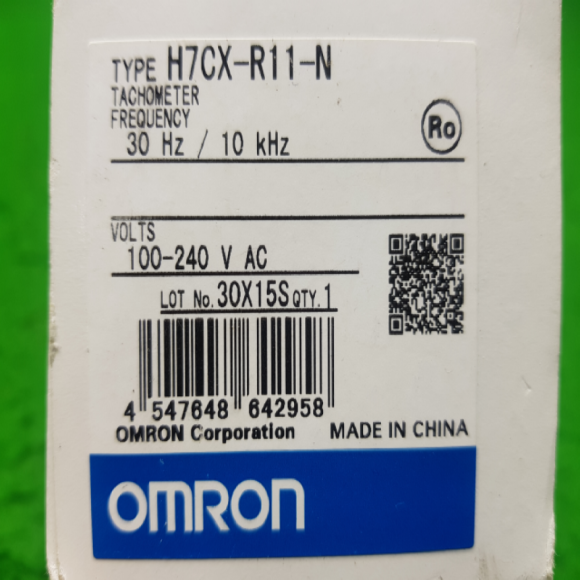 TYPE H7CX-R11-N
TACHOMETER
FREQUENCY
30 Hz / 10 kHz
Ro
VOLTS
100-240 V AC
LOT No. 30X15S QTY. 1
4 547648 642958
OMRON Corporation MADE IN CHINA
OMRON